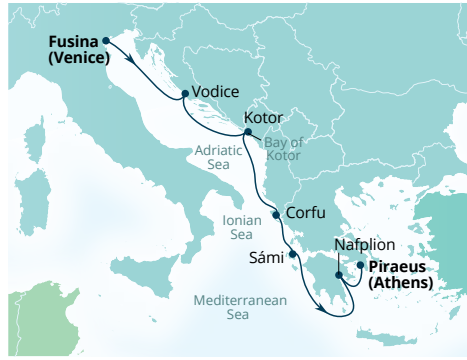 Fusina
(Venice)
Vodice
Kotor
Bay of
Kotor
Adriatic
Sea
Corfu
Ionian
Sea
Nafplion
Sámi
Piraeus
(Athens)
Mediterranean
Sea